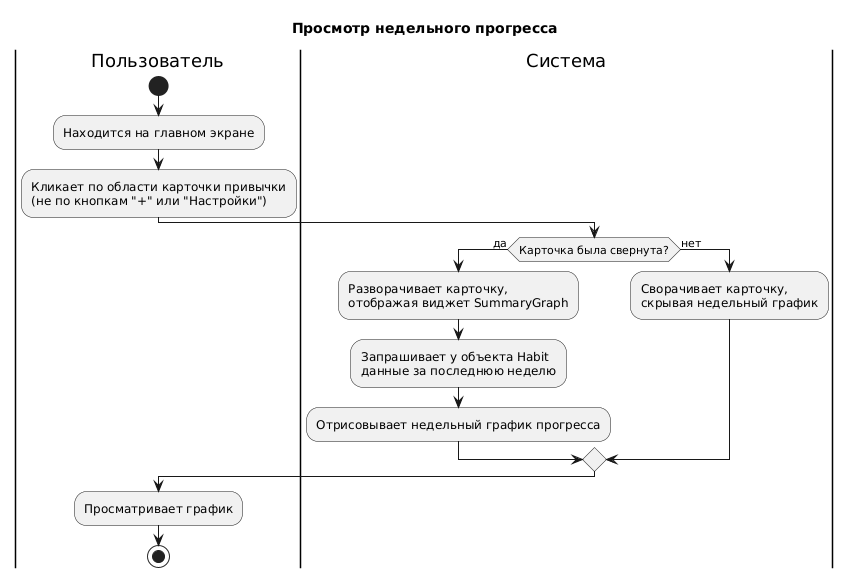 Просмотр недельного прогресса
Пользователь
Система
Находится на главном экране
Кликает по области карточки привычки
(не по кнопкам "+" или "Настройки")
Карточка была свернута?
да
нет
Разворачивает карточку,
отображая виджет SummaryGraph
Сворачивает карточку,
скрывая недельный график
Запрашивает у объекта Habit
данные за последнюю неделю
Отрисовывает недельный график прогресса
Просматривает график